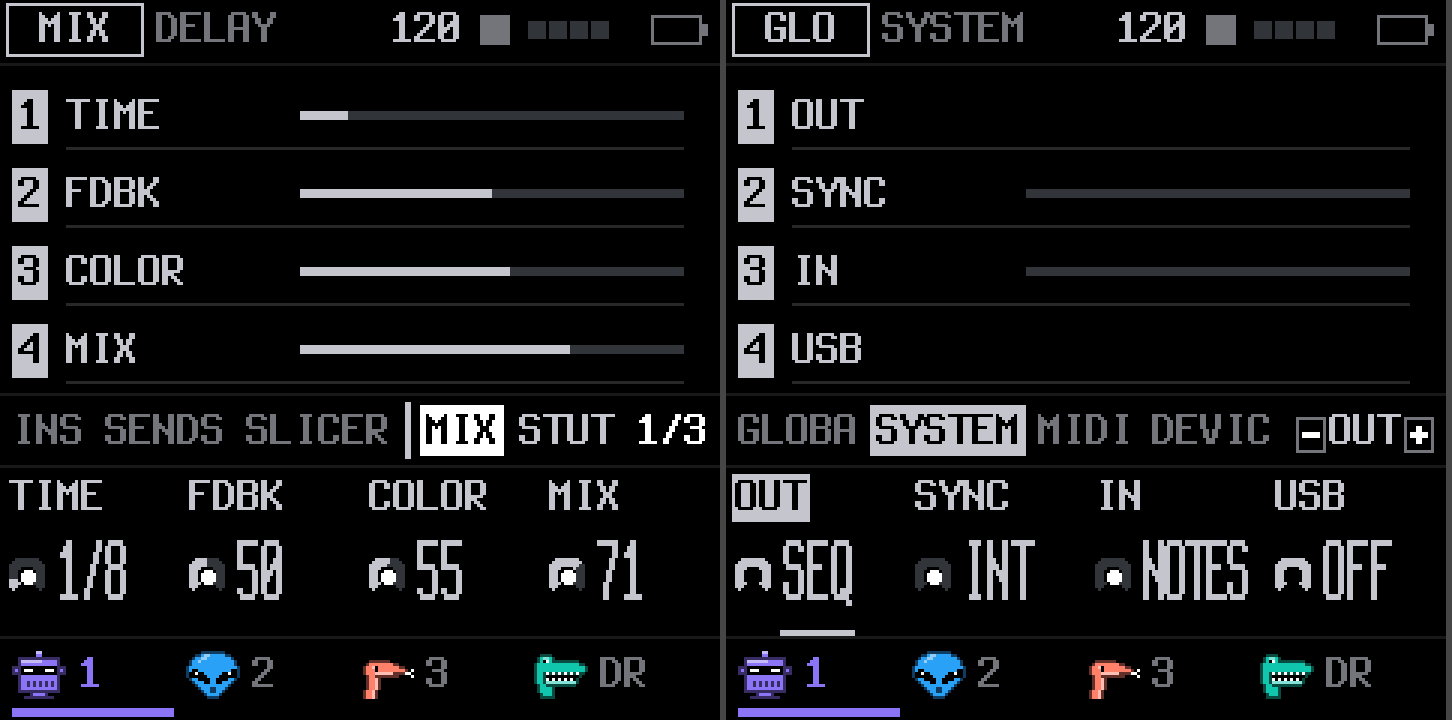 MIX DELAY 120
1 TIME
2 FDBK
3 COLOR
4 MIX
INS SENDS SLICER MIX STUT 1/3
TIME FDBK COLOR MIX
1/8 50 55 71
1 2 3 DR
GLO SYSTEM 120
1 OUT
2 SYNC
3 IN
4 USB
GLOBA SYSTEM MIDI DEVIC -OUT+
OUT SYNC IN USB
SEQ INT NOTES OFF
1 2 3 DR